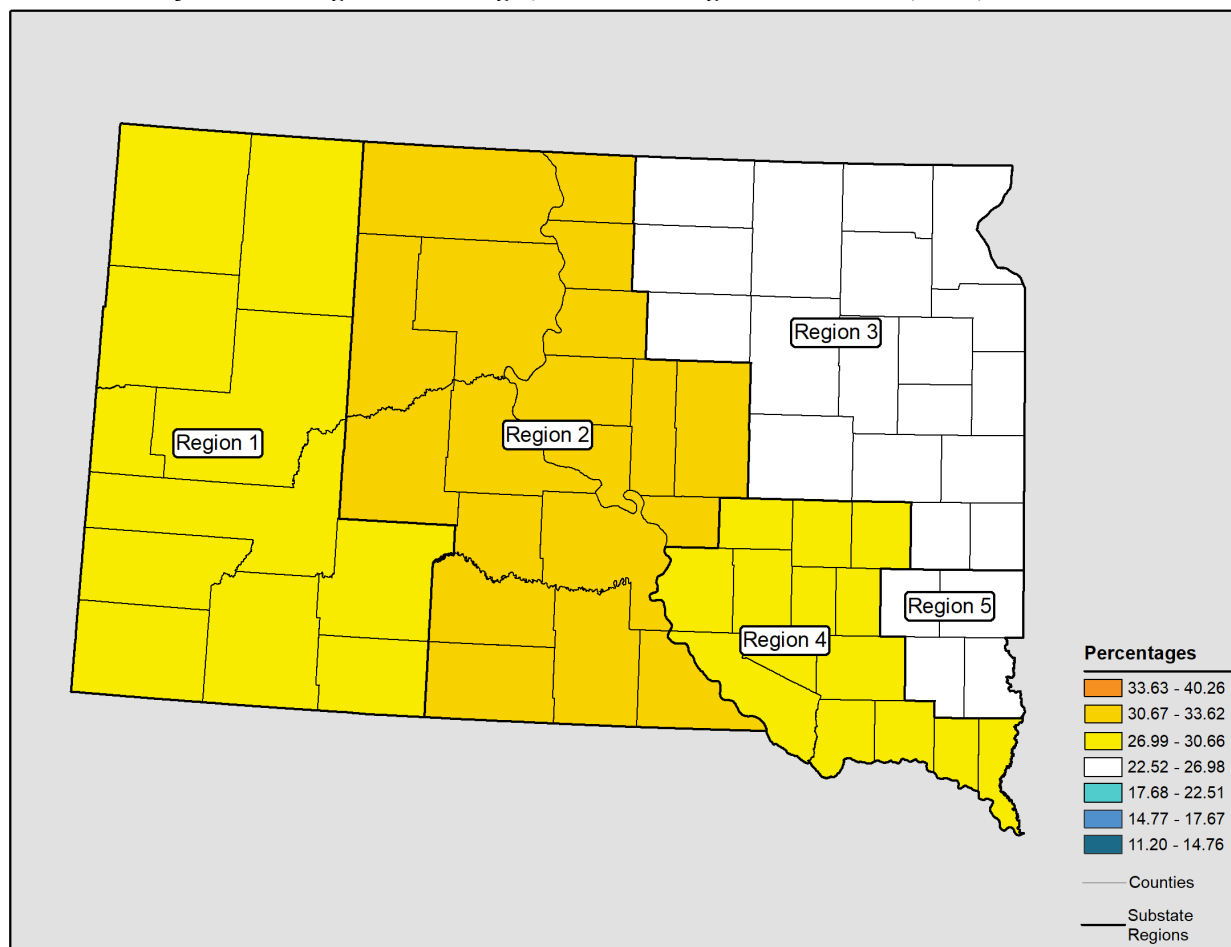 Region 3
Region 2
Region 1
Region 5
Region 4
Percentages
33.63 - 40.26
30.67 - 33.62
26.99 - 30.66
22.52 - 26.98
17.68 - 22.51
14.77 - 17.67
11.20 - 14.76
Counties
Substate
Regions